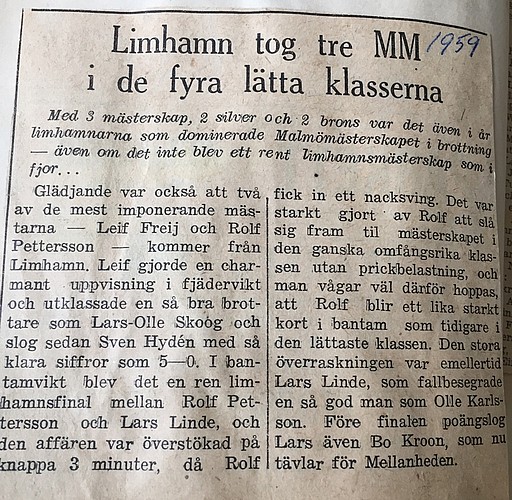 Limhamn tog tre MM 1959
i de fyra lätta klasserna
Med 3 mästerskap, 2 silver och 2 brons var det även i år
limhamnarna som dominerade Malmömästerskapet i brottning
— även om det inte blev ett rent limhamnsmästerskap som i
fjor...
Glädjande var också att två
av de mest imponerande mäs-
tarna — Leif Freij och Rolf
Pettersson — kommer från
Limhamn. Leif gjorde en char-
mant uppvisning i fjädervikt
och utklassade en så bra brot-
tare som Lars-Olle Skoog och
slog sedan Sven Hydén med så
klara siffror som 5—0. I ban-
tamvikt blev det en ren lim-
hamnsfinal mellan Rolf Pet-
tersson och Lars Linde, och
den affären var överstökad på
knappa 3 minuter, då Rolf
fick in ett nacksving. Det var
starkt gjort av Rolf att slå
sig fram till mästerskapet i
den ganska omfångsrika klas-
sen utan prickbelastning, och
man vågar väl därför hoppas,
att Rolf blir ett lika starkt
kort i bantam som tidigare i
den lättaste klassen. Den stora
överraskningen var emellertid
Lars Linde, som fallbesegrade
en så god man som Olle Karls-
son. Före finalen poängslog
Lars även Bo Kroon, som nu
tävlar för Mellanheden.